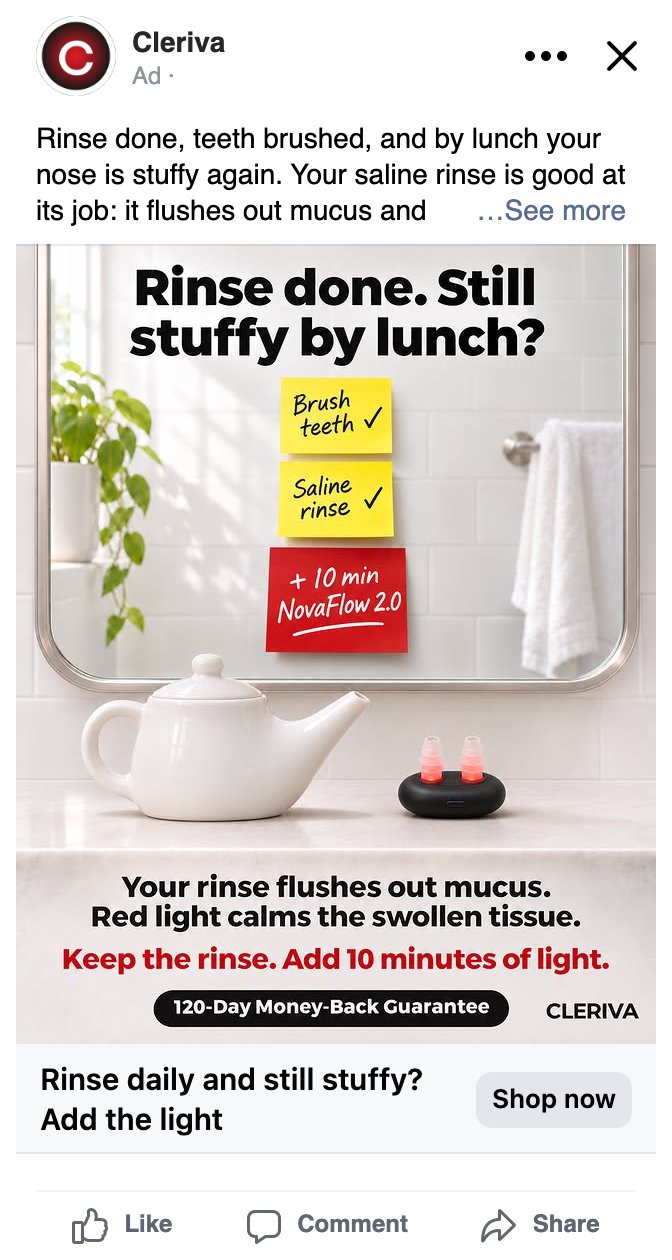 C
Cleriva
Ad ·
Rinse done, teeth brushed, and by lunch your
nose is stuffy again. Your saline rinse is good at
its job: it flushes out mucus and ...See more
Rinse done. Still
stuffy by lunch?
Brush
teeth ✓
Saline
rinse ✓
+ 10 min
NovaFlow 2.0
Your rinse flushes out mucus.
Red light calms the swollen tissue.
Keep the rinse. Add 10 minutes of light.
120-Day Money-Back Guarantee
CLERIVA
Rinse daily and still stuffy?
Add the light
Shop now
Like
Comment
Share